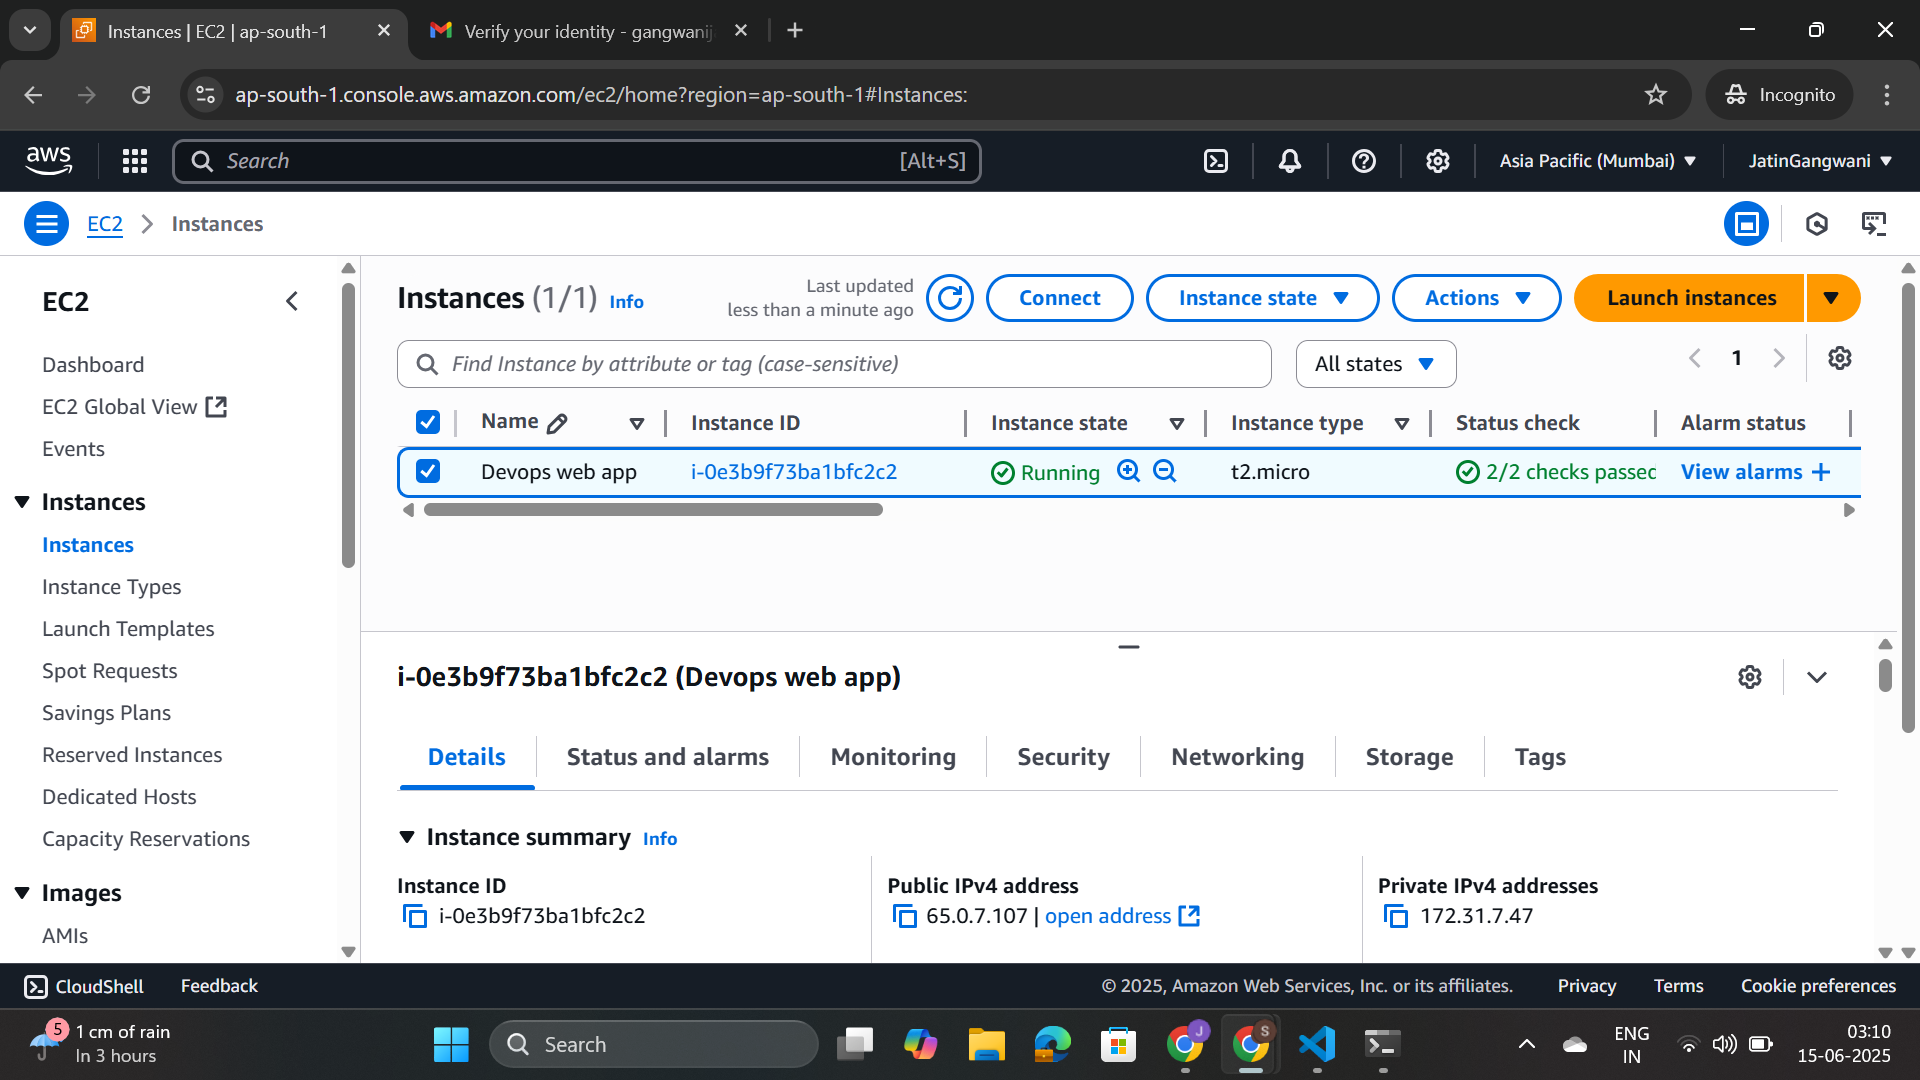 Instances | EC2 | ap-south-1
Verify your identity - gangwanij
ap-south-1.console.aws.amazon.com/ec2/home?region=ap-south-1#Instances:
Incognito
aws
Search
[Alt+S]
Asia Pacific (Mumbai)
JatinGangwani
EC2
Instances
EC2
Dashboard
EC2 Global View
Events
Instances
Instances
Instance Types
Launch Templates
Spot Requests
Savings Plans
Reserved Instances
Dedicated Hosts
Capacity Reservations
Images
AMIs
Instances (1/1) Info
Last updated
less than a minute ago
Connect
Instance state
Actions
Launch instances
Find Instance by attribute or tag (case-sensitive)
All states
1
Name
Instance ID
Instance state
Instance type
Status check
Alarm status
Devops web app
i-0e3b9f73ba1bfc2c2
Running
t2.micro
2/2 checks passed
View alarms +
i-0e3b9f73ba1bfc2c2 (Devops web app)
Details
Status and alarms
Monitoring
Security
Networking
Storage
Tags
Instance summary Info
Instance ID
i-0e3b9f73ba1bfc2c2
Public IPv4 address
65.0.7.107 | open address
Private IPv4 addresses
172.31.7.47
CloudShell
Feedback
© 2025, Amazon Web Services, Inc. or its affiliates.
Privacy
Terms
Cookie preferences
5
1 cm of rain
In 3 hours
Search
J
S
ENG
IN
03:10
15-06-2025